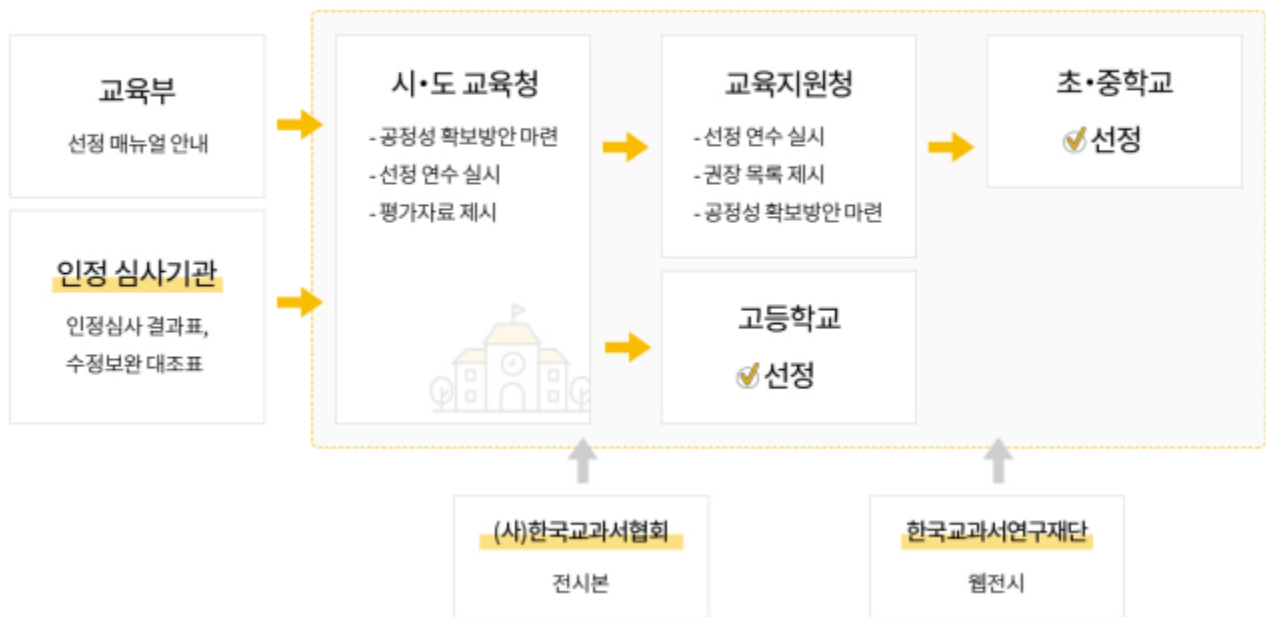 교육부
선정 매뉴얼 안내
인정 심사기관
인정심사 결과표,
수정보완 대조표
시·도 교육청
- 공정성 확보방안 마련
- 선정 연수 실시
- 평가자료 제시
교육지원청
- 선정 연수 실시
- 권장 목록 제시
- 공정성 확보방안 마련
초·중학교
선정
고등학교
선정
(사)한국교과서협회
전시본
한국교과서연구재단
웹전시